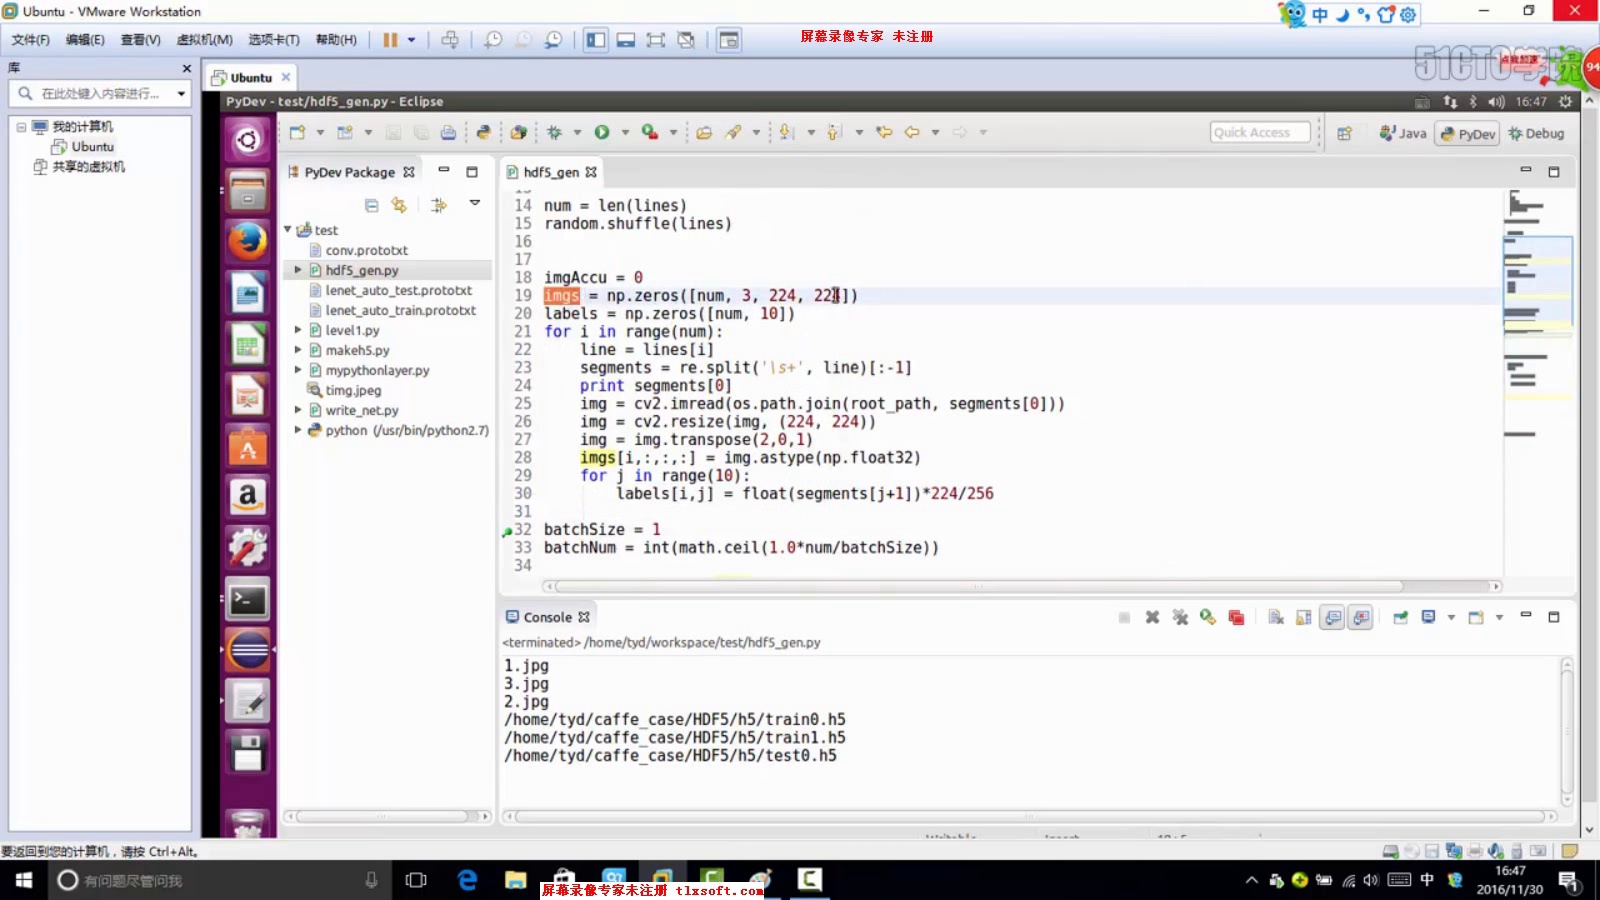 Ubuntu - VMware Workstation
中
文件(F) 编辑(E) 查看(V) 虚拟机(M) 选项卡(T) 帮助(H)
屏幕录像专家 未注册
51CTO学院
94
库
Ubuntu
在此处键入内容进行...
PyDev - test/hdf5_gen.py - Eclipse
16:47
我的计算机
Ubuntu
共享的虚拟机
Quick Access
Java
PyDev
Debug
PyDev Package
hdf5_gen
test
conv.prototxt
hdf5_gen.py
lenet_auto_test.prototxt
lenet_auto_train.prototxt
level1.py
makeh5.py
mypythonlayer.py
timg.jpeg
write_net.py
python (/usr/bin/python2.7)
14 num = len(lines)
15 random.shuffle(lines)
16
17
18 imgAccu = 0
19 imgs = np.zeros([num, 3, 224, 224])
20 labels = np.zeros([num, 10])
21 for i in range(num):
22 line = lines[i]
23 segments = re.split('\s+', line)[:-1]
24 print segments[0]
25 img = cv2.imread(os.path.join(root_path, segments[0]))
26 img = cv2.resize(img, (224, 224))
27 img = img.transpose(2,0,1)
28 imgs[i,:,:,:] = img.astype(np.float32)
29 for j in range(10):
30 labels[i,j] = float(segments[j+1])*224/256
31
32 batchSize = 1
33 batchNum = int(math.ceil(1.0*num/batchSize))
34
Console
<terminated> /home/tyd/workspace/test/hdf5_gen.py
1.jpg
3.jpg
2.jpg
/home/tyd/caffe_case/HDF5/h5/train0.h5
/home/tyd/caffe_case/HDF5/h5/train1.h5
/home/tyd/caffe_case/HDF5/h5/test0.h5
要返回到您的计算机，请按 Ctrl+Alt。
有问题尽管问我
屏幕录像专家未注册 tlxsoft.com
中
16:47
2016/11/30
1